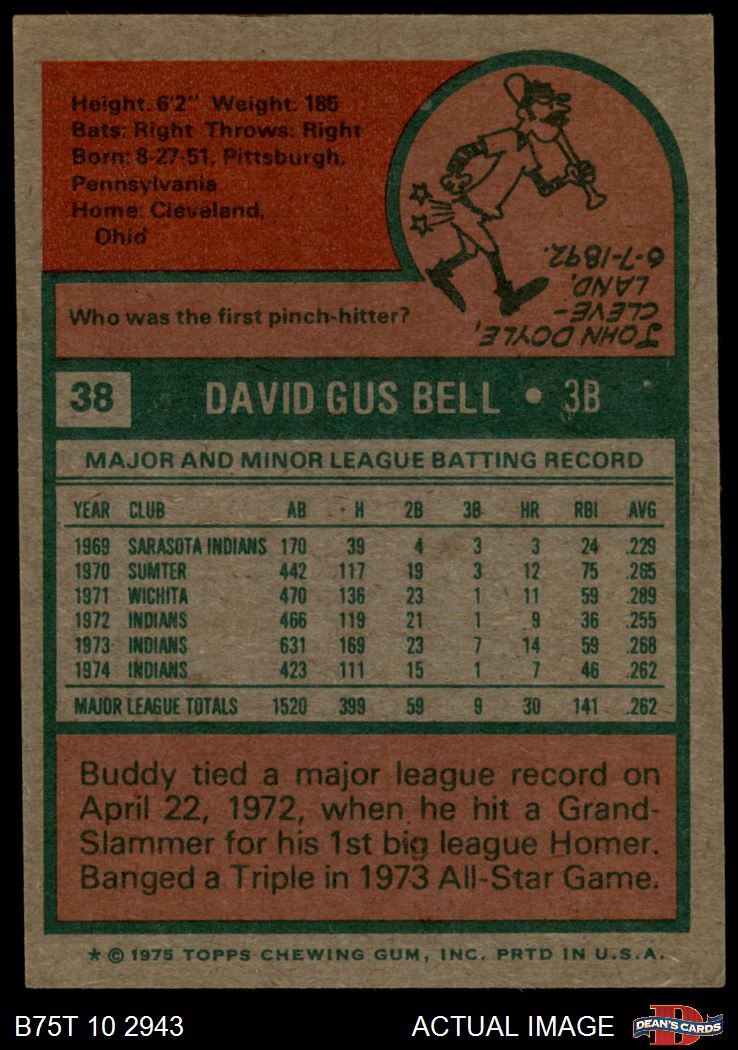 Height: 6'2" Weight: 185
Bats: Right Throws: Right
Born: 8-27-51, Pittsburgh,
Pennsylvania
Home: Cleveland,
Ohio
Who was the first pinch-hitter?
JOHN DOYLE,
CLEVE-
LAND,
6-7-1892.
38 DAVID GUS BELL • 3B
MAJOR AND MINOR LEAGUE BATTING RECORD
YEAR CLUB AB H 2B 3B HR RBI AVG
1969 SARASOTA INDIANS 170 39 4 3 3 24 .229
1970 SUMTER 442 117 19 3 12 75 .265
1971 WICHITA 470 136 23 1 11 59 .289
1972 INDIANS 466 119 21 1 9 36 .255
1973 INDIANS 631 169 23 7 14 59 .268
1974 INDIANS 423 111 15 1 7 46 .262
MAJOR LEAGUE TOTALS 1520 399 59 9 30 141 .262
Buddy tied a major league record on
April 22, 1972, when he hit a Grand-
Slammer for his 1st big league Homer.
Banged a Triple in 1973 All-Star Game.
* © 1975 TOPPS CHEWING GUM, INC. PRTD IN U.S.A.
B75T 10 2943 ACTUAL IMAGE DEAN'S CARDS